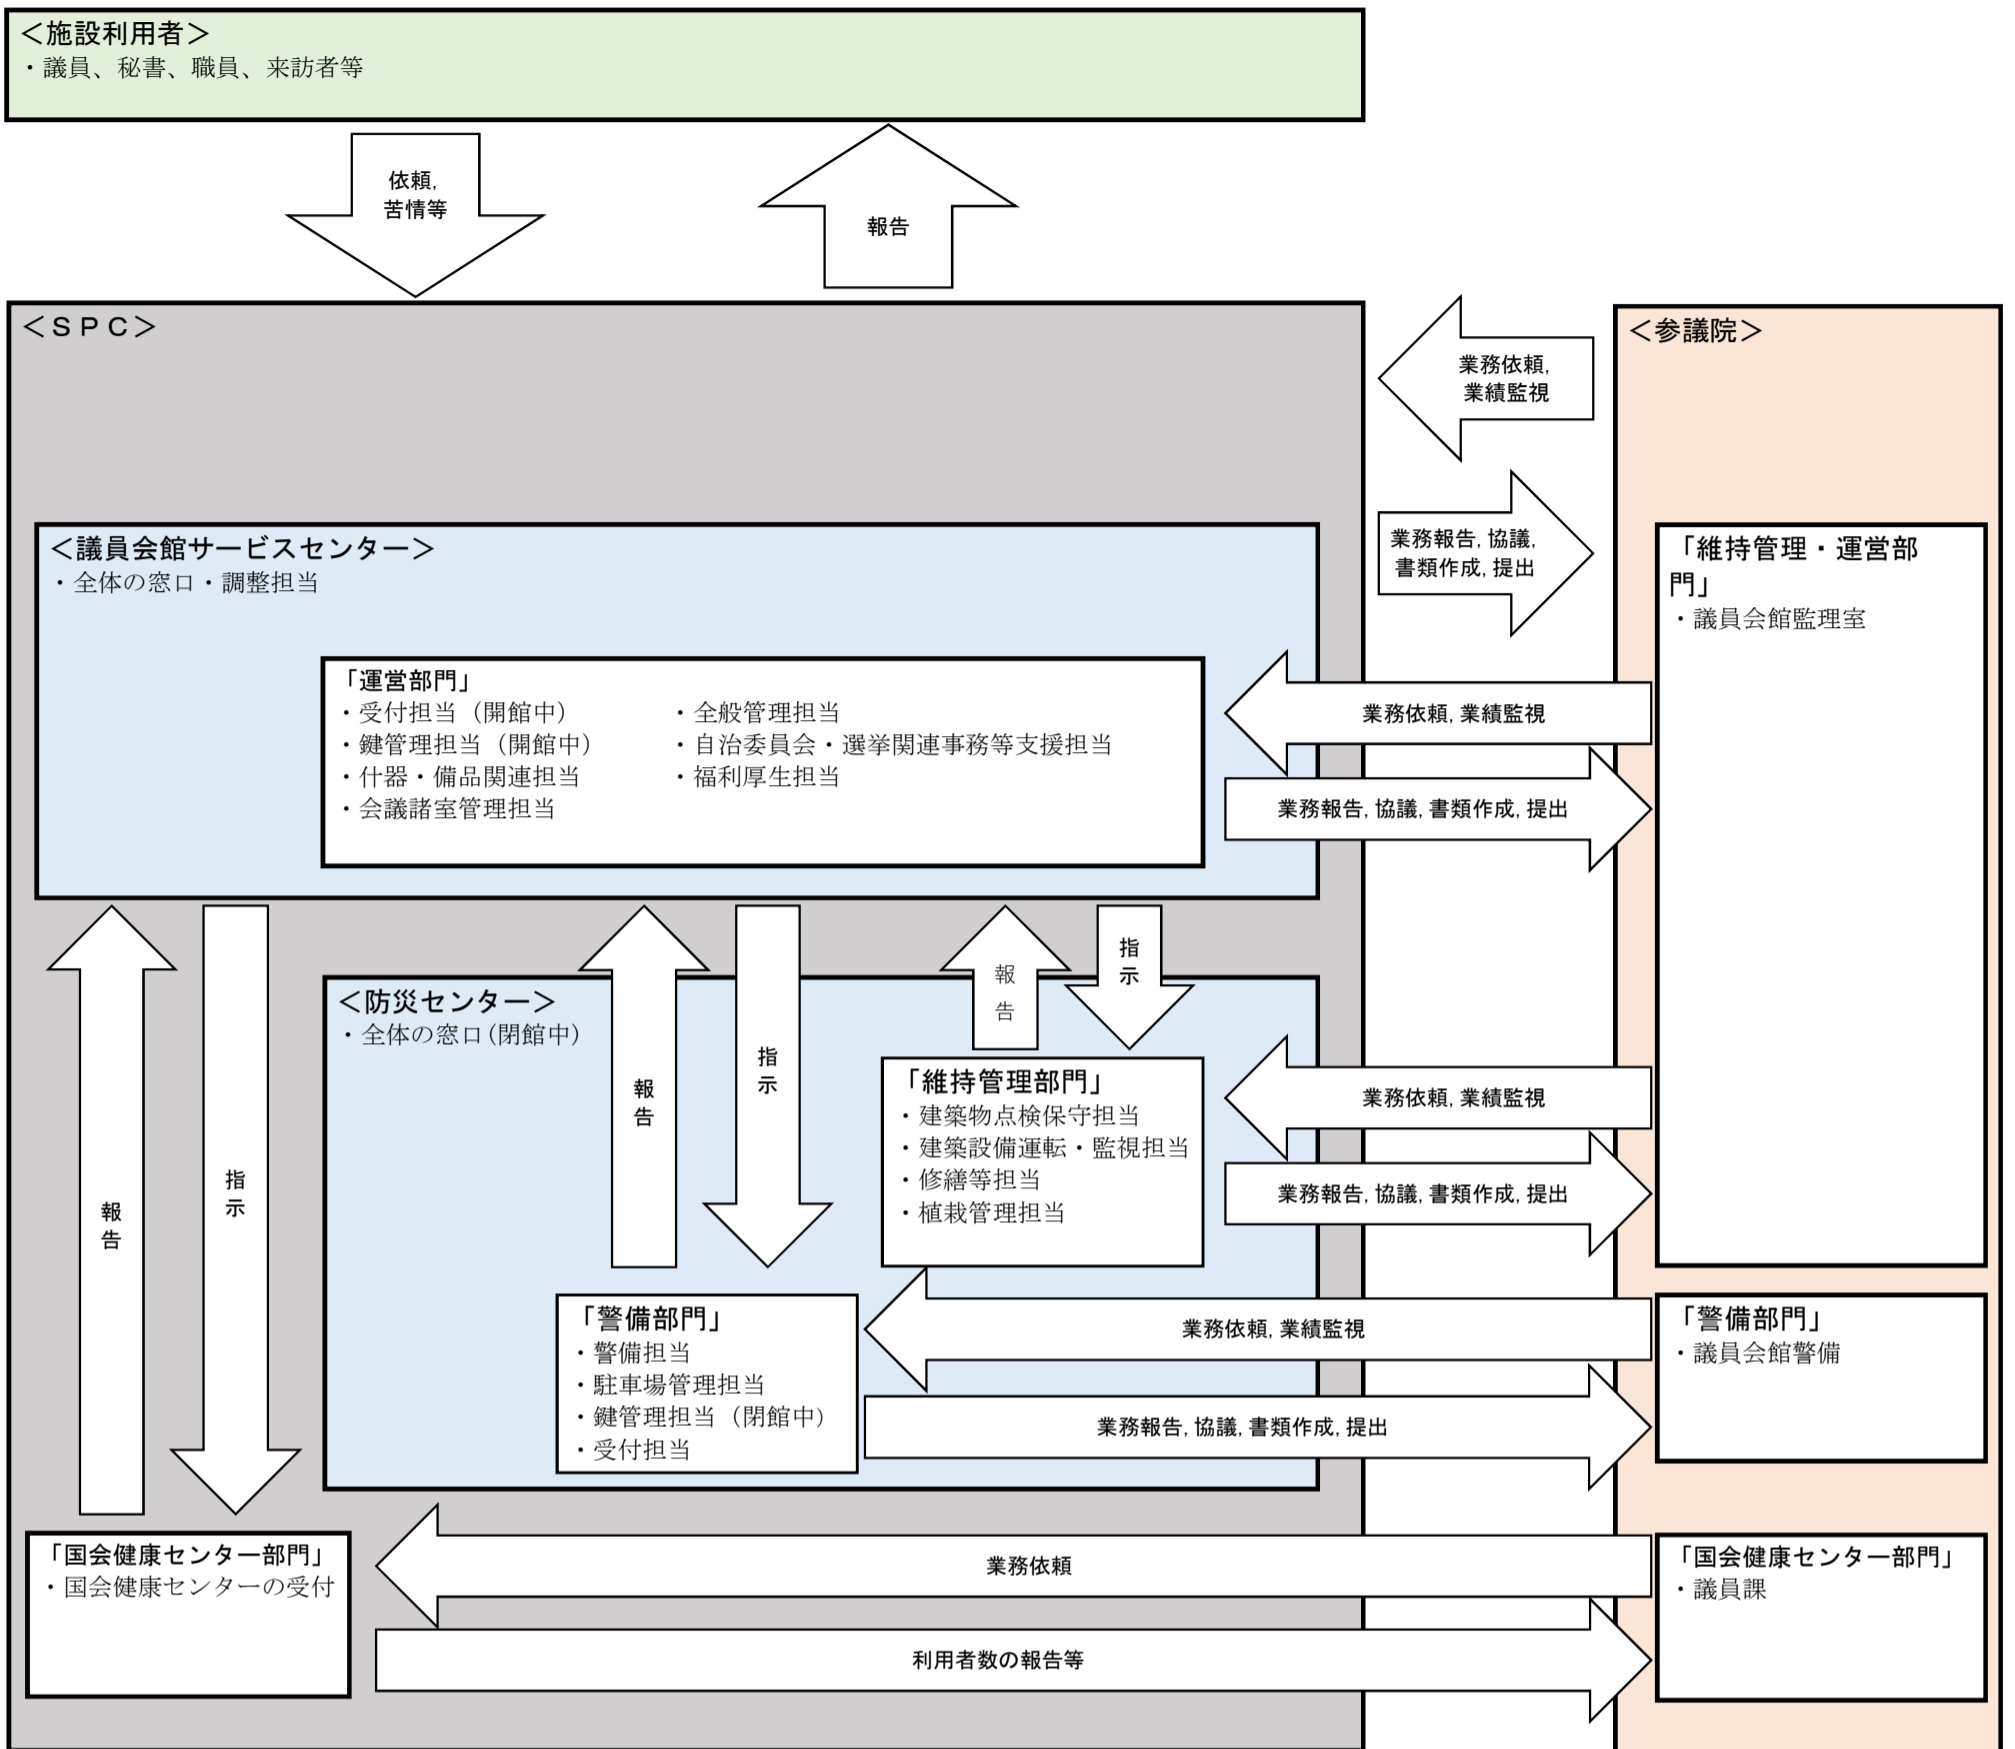 ＜施設利用者＞
・議員、秘書、職員、来訪者等
依頼,
苦情等
報告
＜ＳＰＣ＞
＜参議院＞
業務依頼,
業績監視
業務報告, 協議,
書類作成, 提出
＜議員会館サービスセンター＞
・全体の窓口・調整担当
「維持管理・運営部
門」
・議員会館監理室
「運営部門」
・受付担当（開館中）
・鍵管理担当（開館中）
・什器・備品関連担当
・会議諸室管理担当
・全般管理担当
・自治委員会・選挙関連事務等支援担当
・福利厚生担当
業務依頼, 業績監視
業務報告, 協議, 書類作成, 提出
報
告
指
示
報
告
指
示
報
告
指
示
＜防災センター＞
・全体の窓口(閉館中)
「維持管理部門」
・建築物点検保守担当
・建築設備運転・監視担当
・修繕等担当
・植栽管理担当
業務依頼, 業績監視
業務報告, 協議, 書類作成, 提出
「警備部門」
・警備担当
・駐車場管理担当
・鍵管理担当（閉館中）
・受付担当
業務依頼, 業績監視
業務報告, 協議, 書類作成, 提出
「警備部門」
・議員会館警備
「国会健康センター部門」
・国会健康センターの受付
業務依頼
利用者数の報告等
「国会健康センター部門」
・議員課